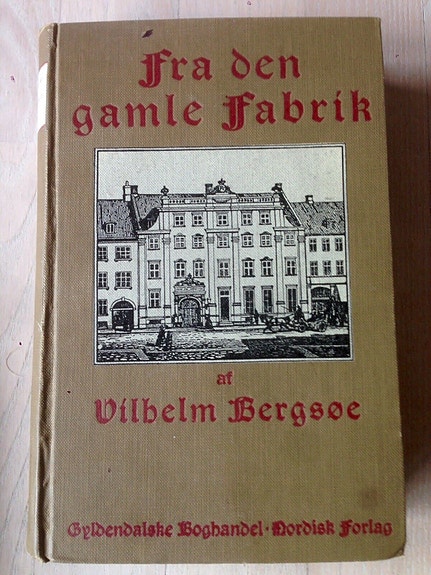 Fra den
gamle Fabrik
af
Vilhelm Bergsøe
Gyldendalske Boghandel · Nordisk Forlag